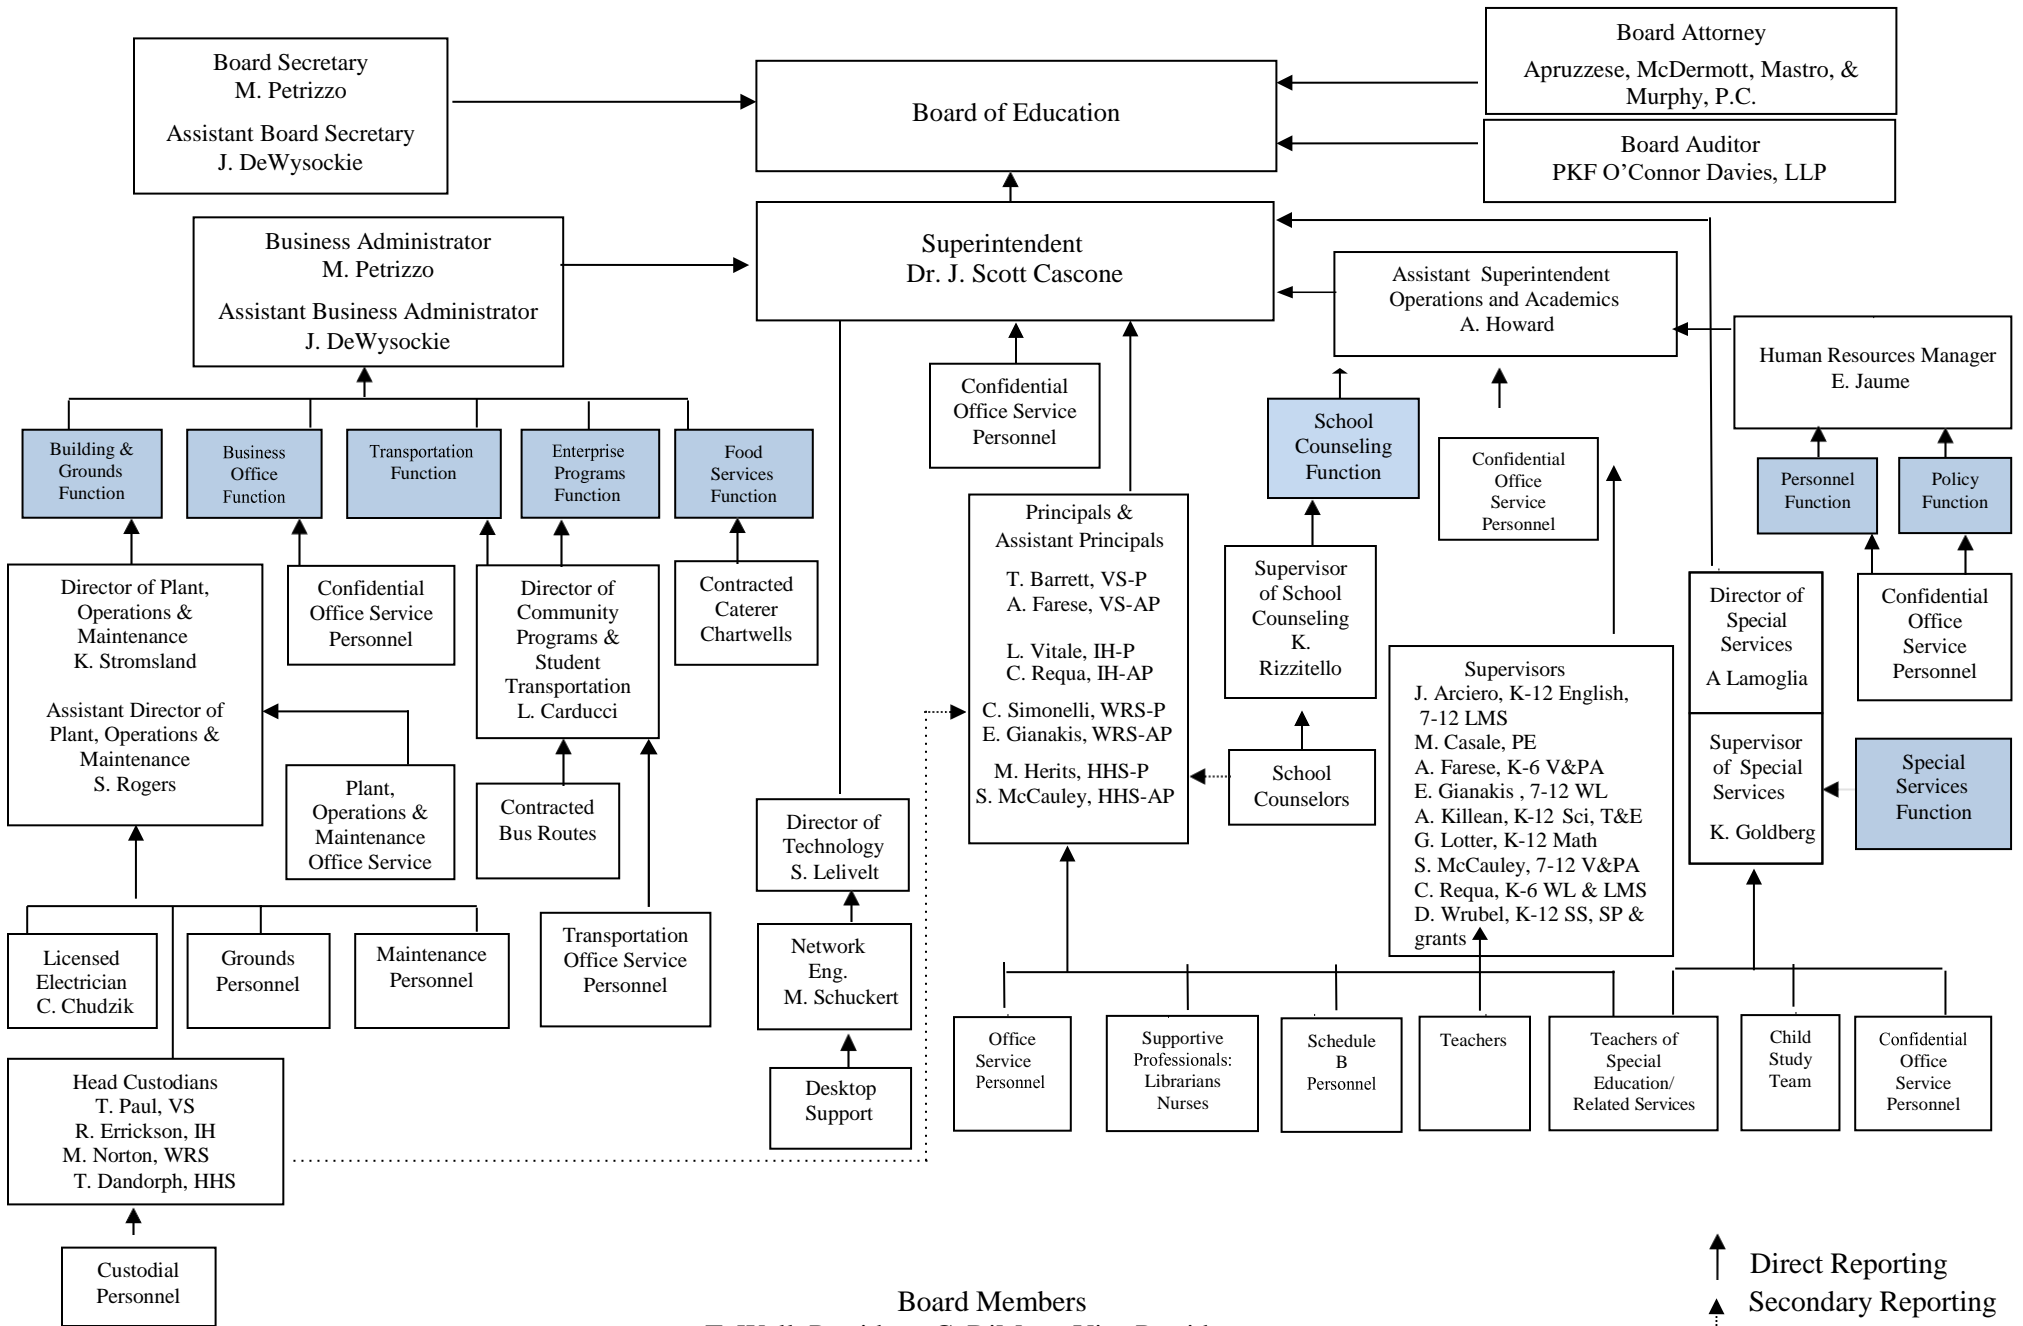 Board Secretary
M. Petrizzo
Assistant Board Secretary
J. DeWysockie
Board of Education
Board Attorney
Apruzzese, McDermott, Mastro, &
Murphy, P.C.
Board Auditor
PKF O’Connor Davies, LLP
Business Administrator
M. Petrizzo
Assistant Business Administrator
J. DeWysockie
Superintendent
Dr. J. Scott Cascone
Assistant Superintendent
Operations and Academics
A. Howard
Human Resources Manager
E. Jaume
Confidential
Office Service
Personnel
School
Counseling
Function
Confidential
Office
Service
Personnel
Personnel
Function
Policy
Function
Building &
Grounds
Function
Business
Office
Function
Transportation
Function
Enterprise
Programs
Function
Food
Services
Function
Director of Plant,
Operations &
Maintenance
K. Stromsland
Assistant Director of
Plant, Operations &
Maintenance
S. Rogers
Confidential
Office Service
Personnel
Director of
Community
Programs &
Student
Transportation
L. Carducci
Contracted
Caterer
Chartwells
Principals &
Assistant Principals
T. Barrett, VS-P
A. Farese, VS-AP
L. Vitale, IH-P
C. Requa, IH-AP
C. Simonelli, WRS-P
E. Gianakis, WRS-AP
M. Herits, HHS-P
S. McCauley, HHS-AP
Supervisor
of School
Counseling
K.
Rizzitello
School
Counselors
Supervisors
J. Arciero, K-12 English,
7-12 LMS
M. Casale, PE
A. Farese, K-6 V&PA
E. Gianakis , 7-12 WL
A. Killean, K-12 Sci, T&E
G. Lotter, K-12 Math
S. McCauley, 7-12 V&PA
C. Requa, K-6 WL & LMS
D. Wrubel, K-12 SS, SP &
grants
Director of
Special
Services
A Lamoglia
Supervisor
of Special
Services
K. Goldberg
Confidential
Office
Service
Personnel
Special
Services
Function
Plant,
Operations &
Maintenance
Office Service
Contracted
Bus Routes
Director of
Technology
S. Lelivelt
Licensed
Electrician
C. Chudzik
Grounds
Personnel
Maintenance
Personnel
Transportation
Office Service
Personnel
Network
Eng.
M. Schuckert
Desktop
Support
Office
Service
Personnel
Supportive
Professionals:
Librarians
Nurses
Schedule
B
Personnel
Teachers
Teachers of
Special
Education/
Related Services
Child
Study
Team
Confidential
Office
Service
Personnel
Head Custodians
T. Paul, VS
R. Errickson, IH
M. Norton, WRS
T. Dandorph, HHS
Custodial
Personnel
Direct Reporting
Secondary Reporting
Board Members